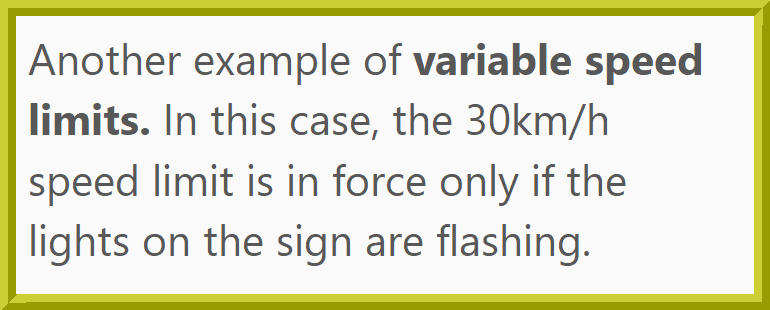 Another example of variable speed
limits. In this case, the 30km/h
speed limit is in force only if the
lights on the sign are flashing.